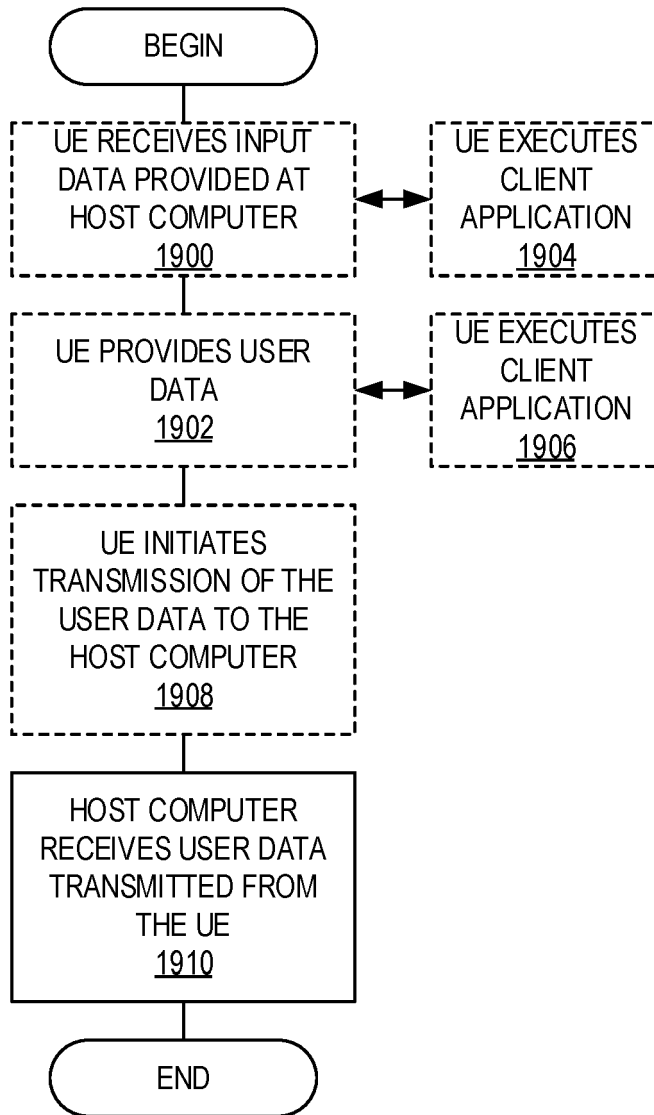 BEGIN
UE RECEIVES INPUT
DATA PROVIDED AT
HOST COMPUTER
1900
UE EXECUTES
CLIENT
APPLICATION
1904
UE PROVIDES USER
DATA
1902
UE EXECUTES
CLIENT
APPLICATION
1906
UE INITIATES
TRANSMISSION OF THE
USER DATA TO THE
HOST COMPUTER
1908
HOST COMPUTER
RECEIVES USER DATA
TRANSMITTED FROM
THE UE
1910
END